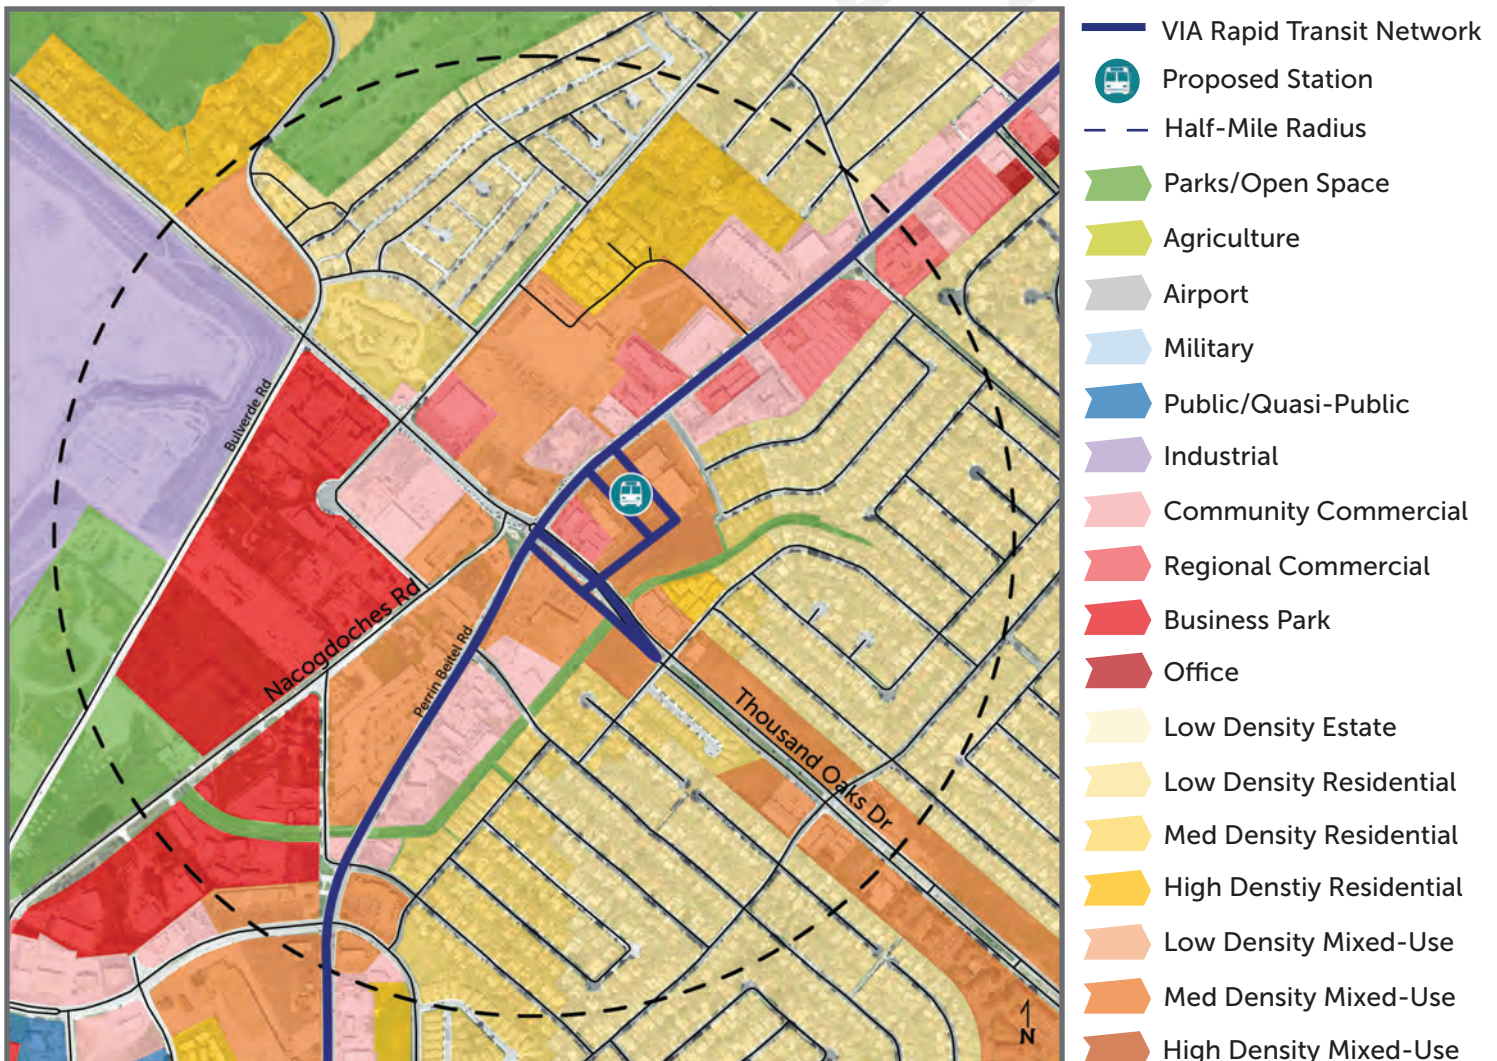 VIA Rapid Transit Network
Proposed Station
Half-Mile Radius
Parks/Open Space
Agriculture
Airport
Military
Public/Quasi-Public
Industrial
Community Commercial
Regional Commercial
Business Park
Office
Low Density Estate
Low Density Residential
Med Density Residential
High Denstiy Residential
Low Density Mixed-Use
Med Density Mixed-Use
High Density Mixed-Use
Bulverde Rd
Nacogdoches Rd
Perrin Beitel Rd
Thousand Oaks Dr
N